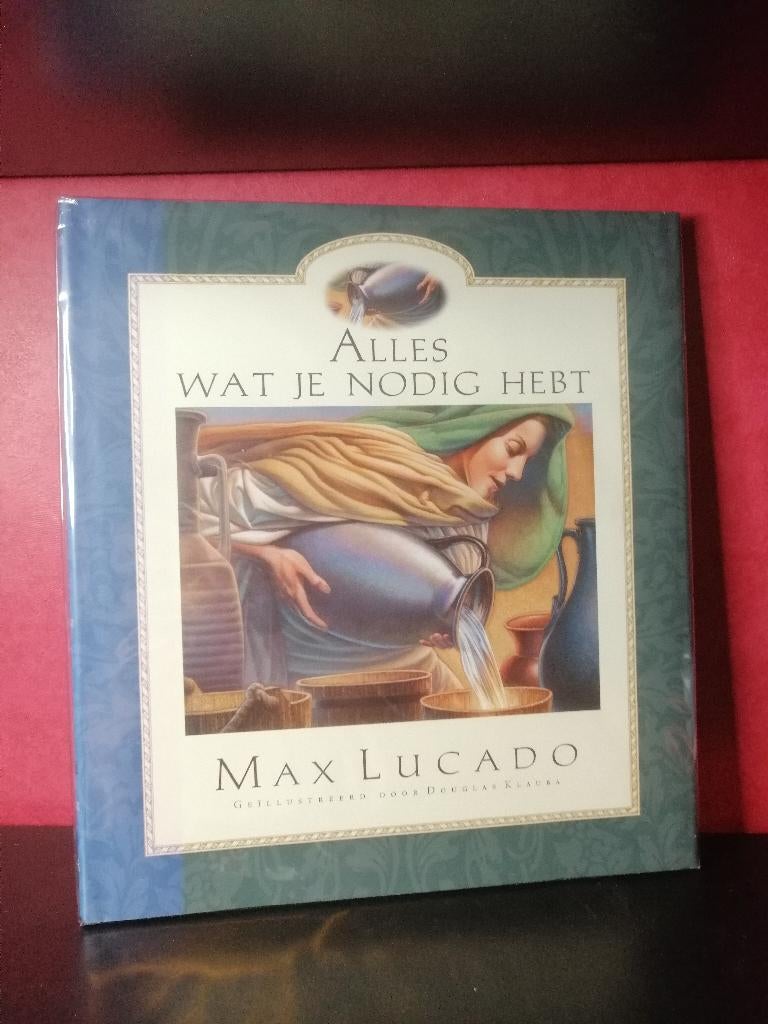 ALLES
WAT JE NODIG HEBT
MAX LUCADO
GEÏLLUSTREERD DOOR DOUGLAS KLAUBA